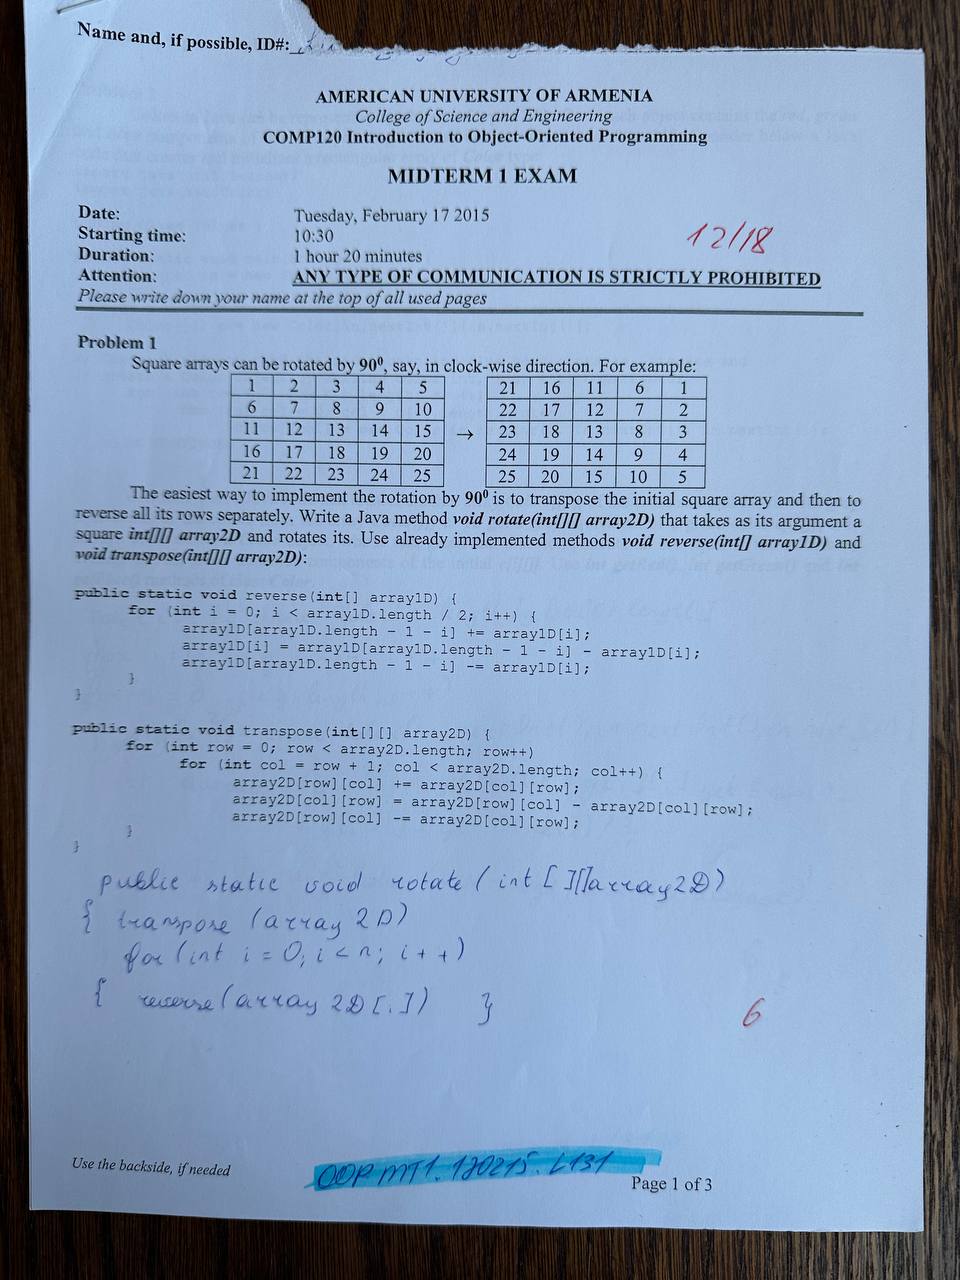 Name and, if possible, ID#:
AMERICAN UNIVERSITY OF ARMENIA
College of Science and Engineering
COMP120 Introduction to Object-Oriented Programming
MIDTERM 1 EXAM
Date: Tuesday, February 17 2015
Starting time: 10:30
12/18
Duration: 1 hour 20 minutes
Attention: ANY TYPE OF COMMUNICATION IS STRICTLY PROHIBITED
Please write down your name at the top of all used pages
Problem 1
Square arrays can be rotated by 90⁰, say, in clock-wise direction. For example:
1 2 3 4 5 21 16 11 6 1
6 7 8 9 10 22 17 12 7 2
11 12 13 14 15 → 23 18 13 8 3
16 17 18 19 20 24 19 14 9 4
21 22 23 24 25 25 20 15 10 5
The easiest way to implement the rotation by 90⁰ is to transpose the initial square array and then to
reverse all its rows separately. Write a Java method void rotate(int[][] array2D) that takes as its argument a
square int[][] array2D and rotates its. Use already implemented methods void reverse(int[] array1D) and
void transpose(int[][] array2D):
public static void reverse(int[] array1D) {
for (int i = 0; i < array1D.length / 2; i++) {
array1D[array1D.length - 1 - i] += array1D[i];
array1D[i] = array1D[array1D.length - 1 - i] - array1D[i];
array1D[array1D.length - 1 - i] -= array1D[i];
}
}
public static void transpose(int[][] array2D) {
for (int row = 0; row < array2D.length; row++)
for (int col = row + 1; col < array2D.length; col++) {
array2D[row][col] += array2D[col][row];
array2D[col][row] = array2D[row][col] - array2D[col][row];
array2D[row][col] -= array2D[col][row];
}
}
public static void rotate (int [][]array2D)
{ transpose (array 2D)
for (int i = 0; i < n; i++)
{ reverse (array 2D [.]) }
6
Use the backside, if needed
OOP MT1. 170215. L131
Page 1 of 3